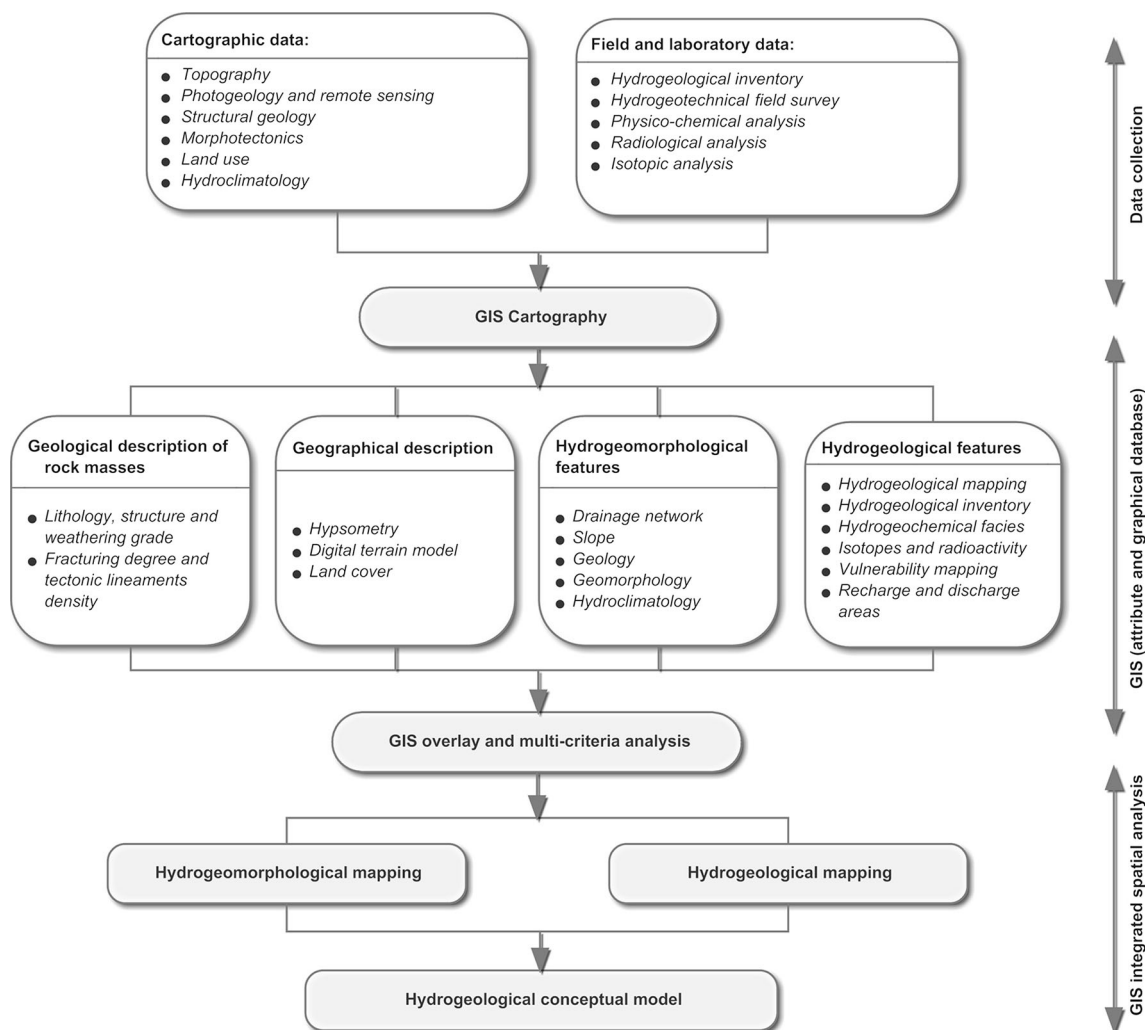 Cartographic data:
● Topography
● Photogeology and remote sensing
● Structural geology
● Morphotectonics
● Land use
● Hydroclimatology
Field and laboratory data:
● Hydrogeological inventory
● Hydrogeotechnical field survey
● Physico-chemical analysis
● Radiological analysis
● Isotopic analysis
Data collection
GIS Cartography
Geological description of
rock masses
● Lithology, structure and
weathering grade
● Fracturing degree and
tectonic lineaments
density
Geographical description
● Hypsometry
● Digital terrain model
● Land cover
Hydrogeomorphological
features
● Drainage network
● Slope
● Geology
● Geomorphology
● Hydroclimatology
Hydrogeological features
● Hydrogeological mapping
● Hydrogeological inventory
● Hydrogeochemical facies
● Isotopes and radioactivity
● Vulnerability mapping
● Recharge and discharge
areas
GIS (attribute and graphical database)
GIS overlay and multi-criteria analysis
Hydrogeomorphological mapping
Hydrogeological mapping
Hydrogeological conceptual model
GIS integrated spatial analysis